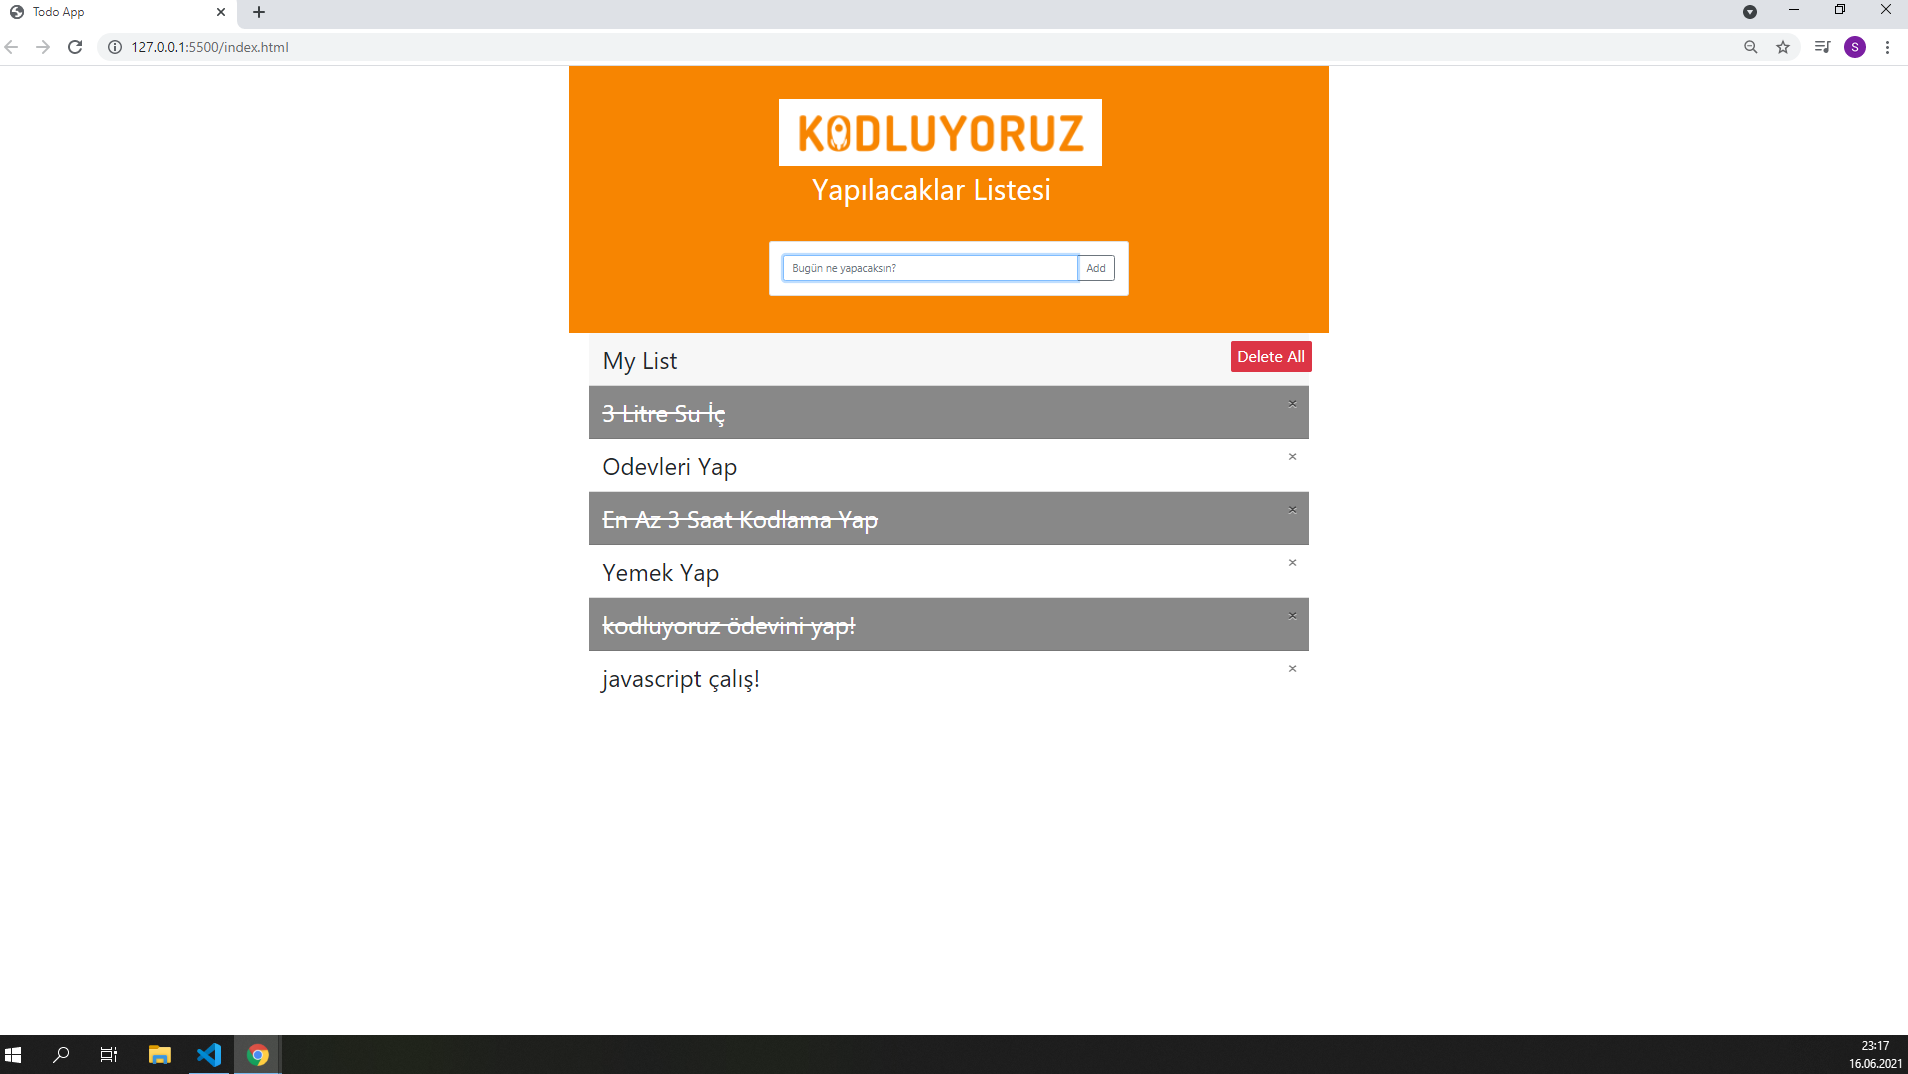 Todo App
127.0.0.1:5500/index.html
S
KODLUYORUZ
Yapılacaklar Listesi
Bugün ne yapacaksın?
Add
My List
Delete All
3 Litre Su İç
Odevleri Yap
En Az 3 Saat Kodlama Yap
Yemek Yap
kodluyoruz ödevini yap!
javascript çalış!
23:17
16.06.2021